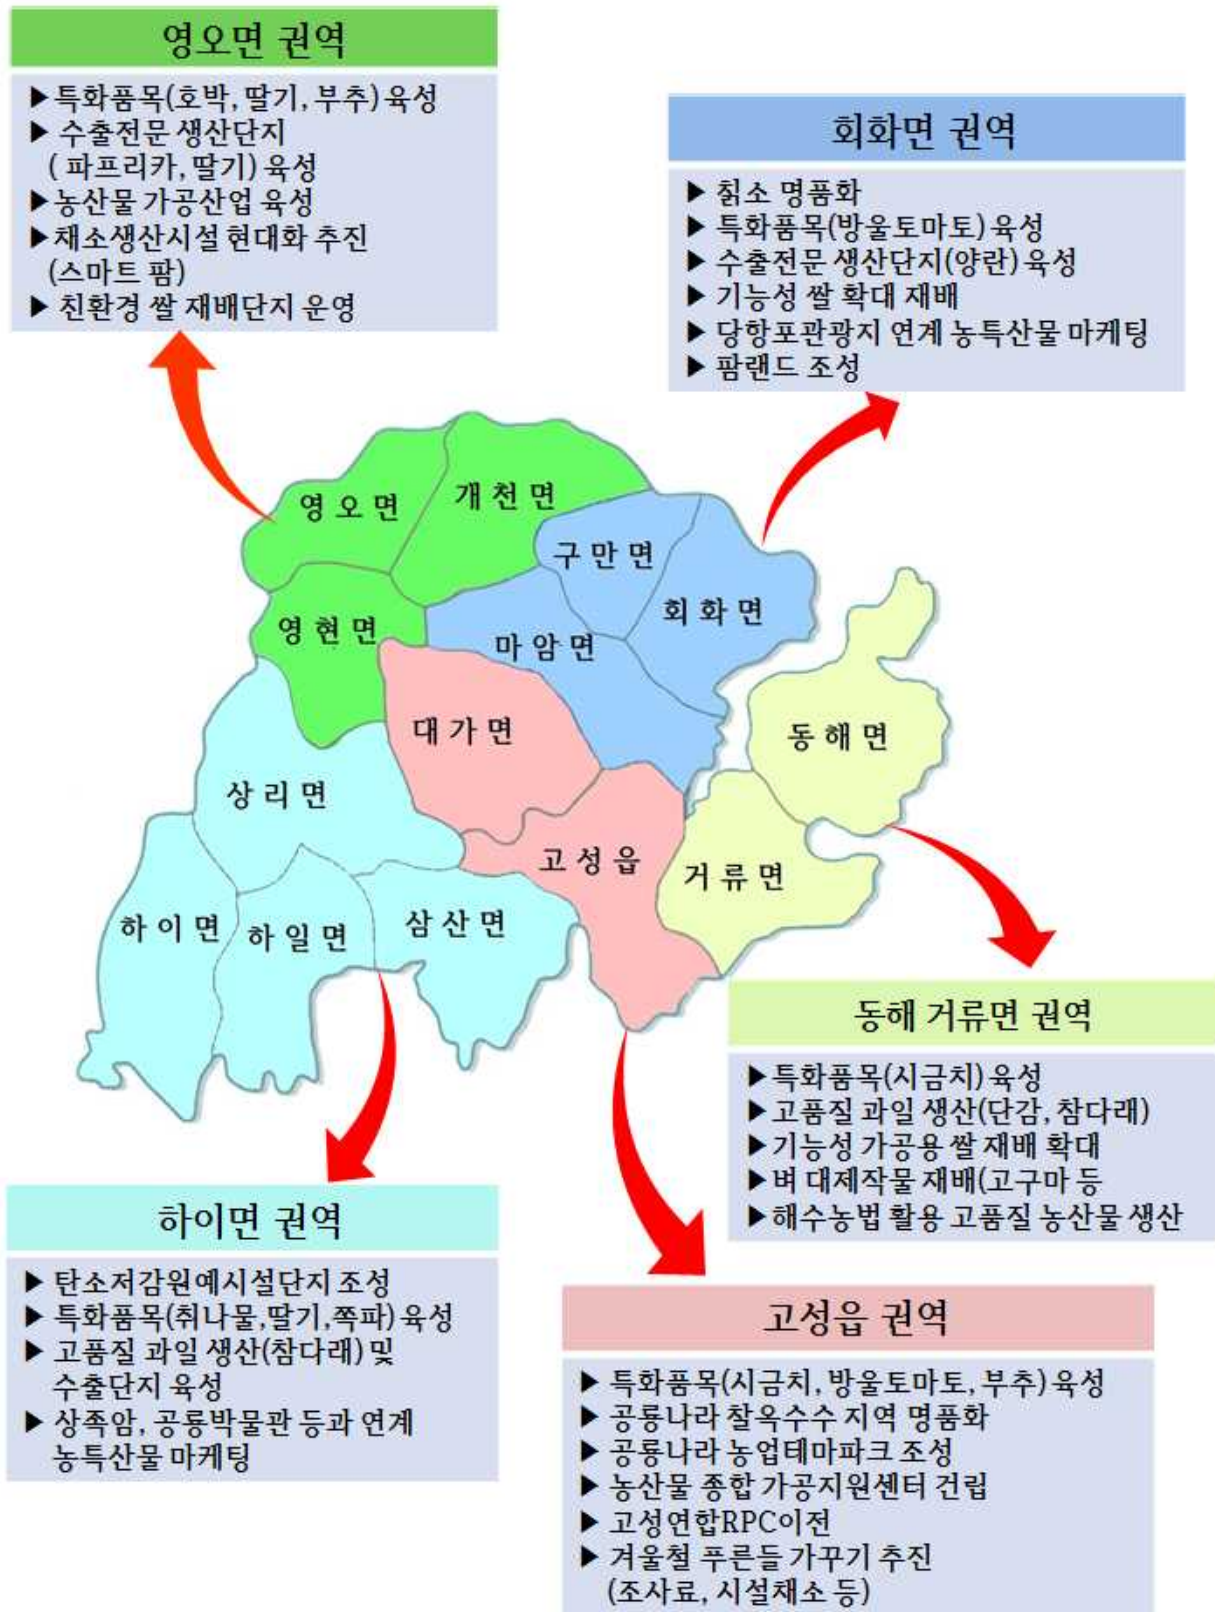 영오면 권역
▶특화품목(호박, 딸기, 부추) 육성
▶ 수출전문 생산단지
( 파프리카, 딸기) 육성
▶농산물 가공산업 육성
▶채소생산시설 현대화 추진
(스마트 팜)
▶ 친환경 쌀 재배단지 운영
회화면 권역
▶ 칡소 명품화
▶ 특화품목(방울토마토) 육성
▶ 수출전문 생산단지(양란) 육성
▶ 기능성 쌀 확대 재배
▶ 당항포관광지 연계 농특산물 마케팅
▶ 팜랜드 조성
영오면
개천면
구만면
회화면
영현면
마암면
대가면
동해면
상리면
고성읍
거류면
하이면
하일면
삼산면
동해 거류면 권역
▶특화품목(시금치) 육성
▶고품질 과일 생산(단감, 참다래)
▶기능성 가공용 쌀 재배 확대
▶벼 대제작물 재배(고구마 등
▶해수농법 활용 고품질 농산물 생산
하이면 권역
▶ 탄소저감원예시설단지 조성
▶ 특화품목(취나물,딸기,쪽파) 육성
▶ 고품질 과일 생산(참다래) 및
수출단지 육성
▶ 상족암, 공룡박물관 등과 연계
농특산물 마케팅
고성읍 권역
▶ 특화품목(시금치, 방울토마토, 부추) 육성
▶ 공룡나라 찰옥수수 지역 명품화
▶ 공룡나라 농업테마파크 조성
▶ 농산물 종합 가공지원센터 건립
▶ 고성연합RPC이전
▶ 겨울철 푸른들 가꾸기 추진
(조사료, 시설채소 등)